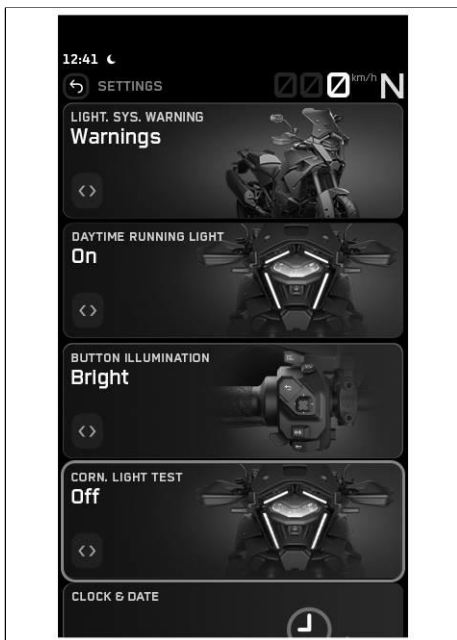 12:41
SETTINGS
000 km/h N
LIGHT. SYS. WARNING
Warnings
DAYTIME RUNNING LIGHT
On
BUTTON ILLUMINATION
Bright
CORN. LIGHT TEST
Off
CLOCK & DATE